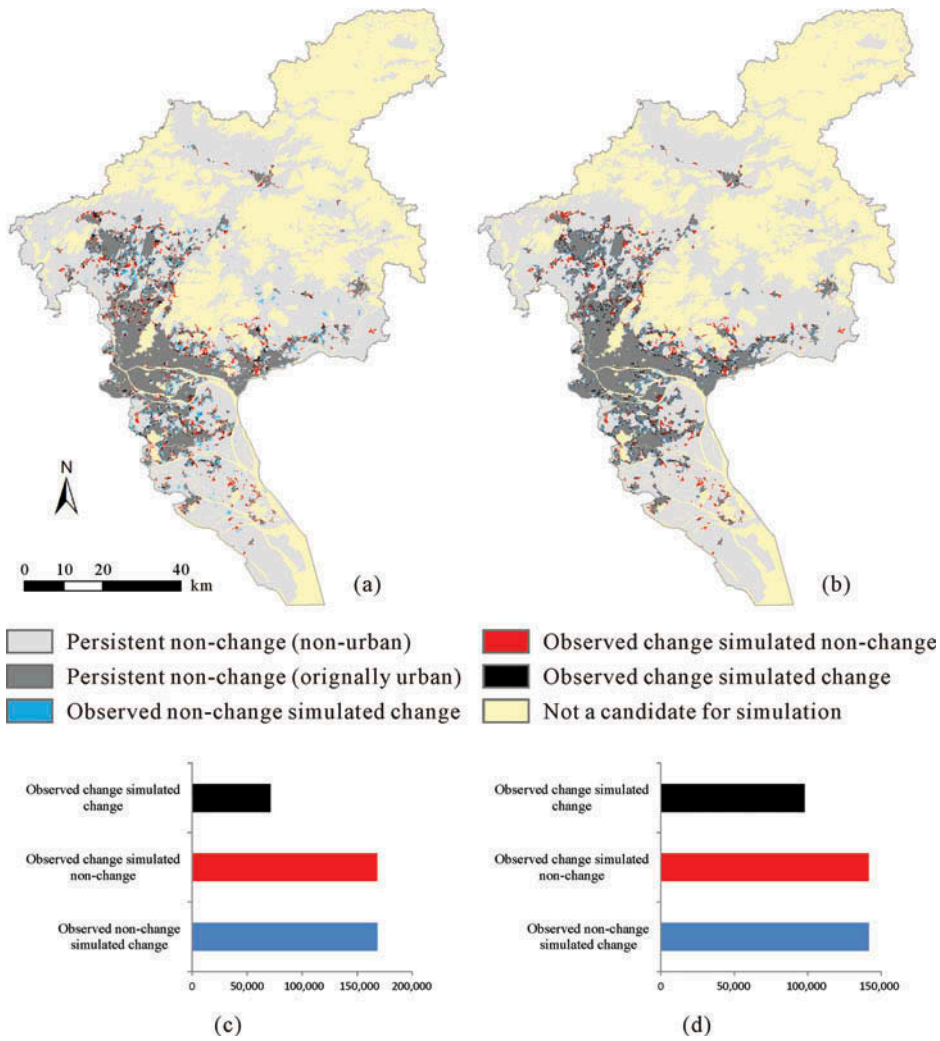 N
0 10 20 40
km
(a)
(b)
Persistent non-change (non-urban)
Persistent non-change (orignally urban)
Observed non-change simulated change
Observed change simulated non-change
Observed change simulated change
Not a candidate for simulation
Observed change simulated
change
Observed change simulated
non-change
Observed non-change
simulated change
0 50,000 100,000 150,000 200,000
(c)
Observed change simulated
change
Observed change simulated
non-change
Observed non-change
simulated change
0 50,000 100,000 150,000
(d)